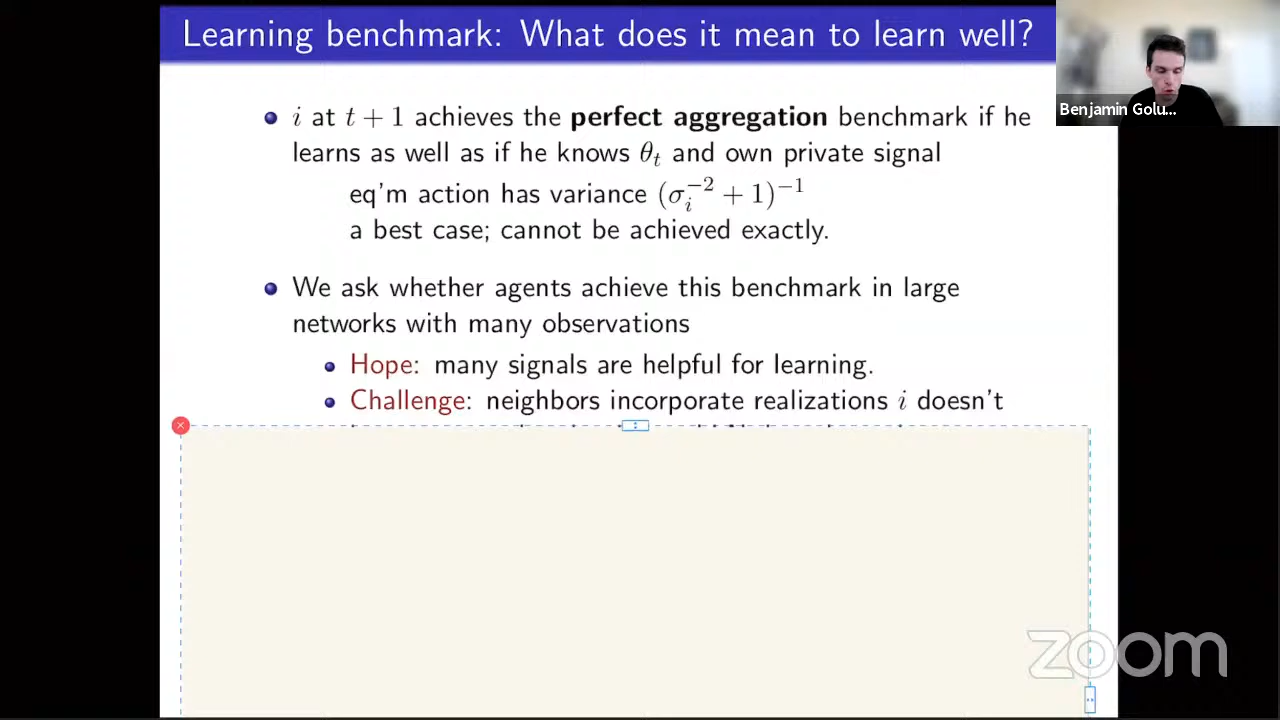 Learning benchmark: What does it mean to learn well?
Benjamin Golu...
i at t + 1 achieves the perfect aggregation benchmark if he
learns as well as if he knows θₜ and own private signal
eq'm action has variance (σᵢ⁻² + 1)⁻¹
a best case; cannot be achieved exactly.
We ask whether agents achieve this benchmark in large
networks with many observations
Hope: many signals are helpful for learning.
Challenge: neighbors incorporate realizations i doesn't
zoom